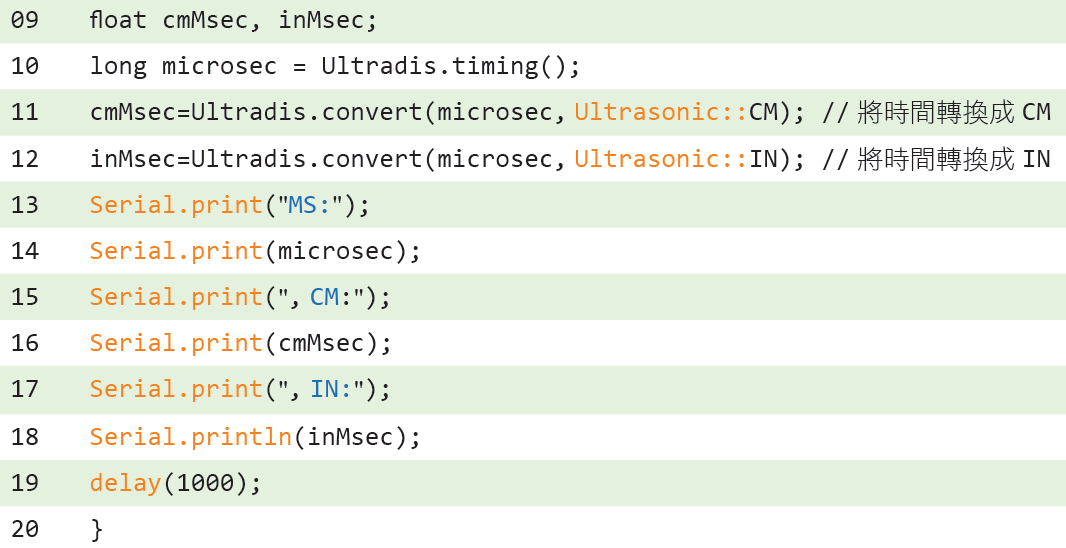 09 float cmMsec, inMsec;
10 long microsec = Ultradis.timing();
11 cmMsec=Ultradis.convert(microsec, Ultrasonic::CM); // 將時間轉換成 CM
12 inMsec=Ultradis.convert(microsec, Ultrasonic::IN); // 將時間轉換成 IN
13 Serial.print("MS:");
14 Serial.print(microsec);
15 Serial.print(", CM:");
16 Serial.print(cmMsec);
17 Serial.print(", IN:");
18 Serial.println(inMsec);
19 delay(1000);
20 }